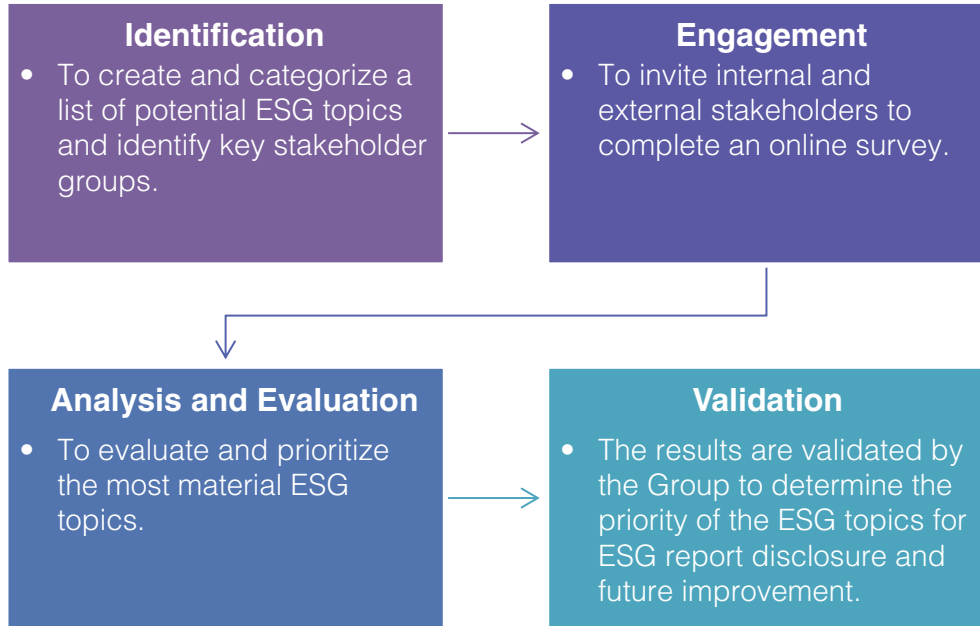 Identification
• To create and categorize a
list of potential ESG topics
and identify key stakeholder
groups.
Engagement
• To invite internal and
external stakeholders to
complete an online survey.
Analysis and Evaluation
• To evaluate and prioritize
the most material ESG
topics.
Validation
• The results are validated by
the Group to determine the
priority of the ESG topics for
ESG report disclosure and
future improvement.